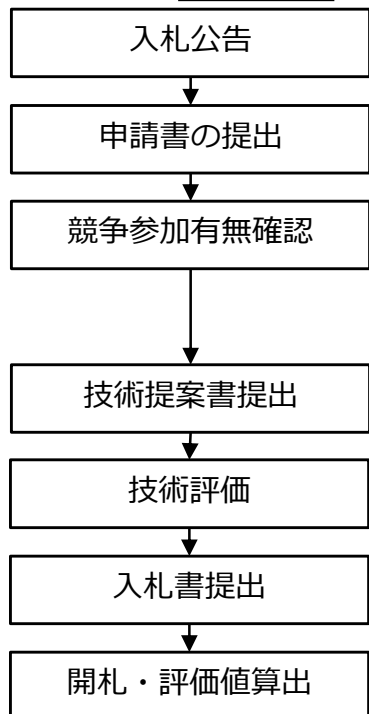 入札公告
申請書の提出
競争参加有無確認
技術提案書提出
技術評価
入札書提出
開札・評価値算出